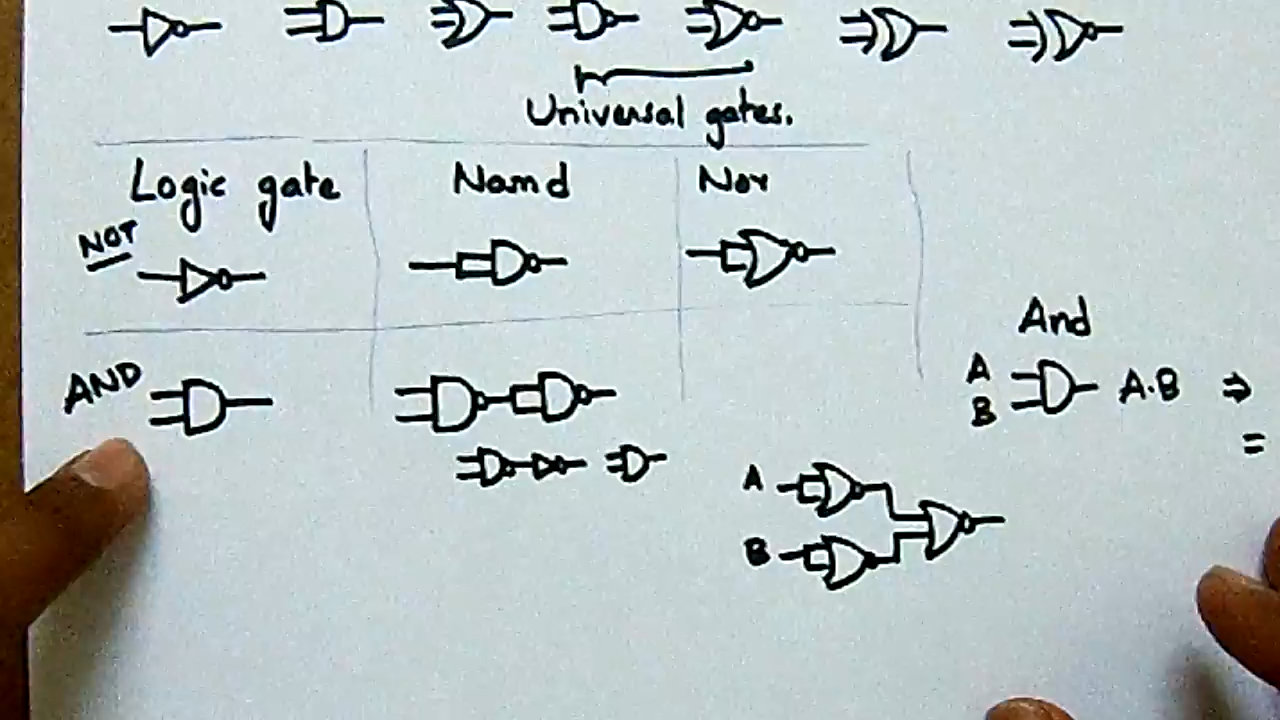 Universal gates.
Logic gate Nand Nor
NOT
AND
And
A
B
A.B ⇒
=
A
B